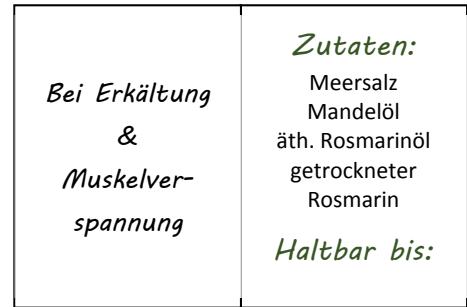 Bei Erkältung
&
Muskelver-
spannung
Zutaten:
Meersalz
Mandelöl
äth. Rosmarinöl
getrockneter
Rosmarin
Haltbar bis: